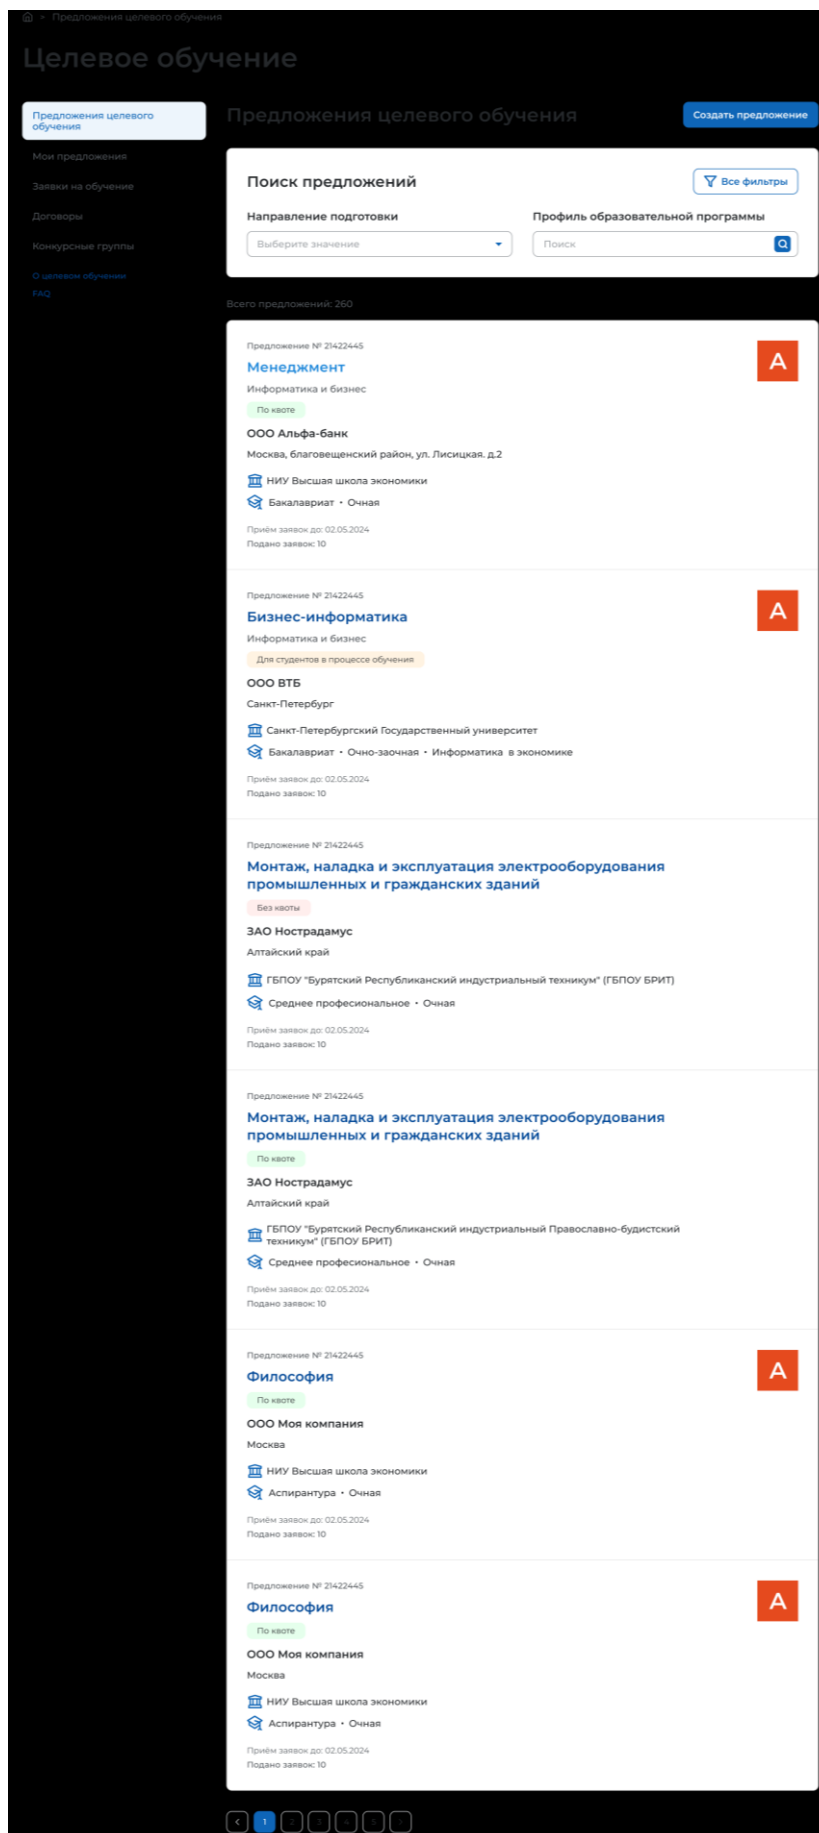 > Предложения целевого обучения
Целевое обучение
Предложения целевого
обучения
Мои предложения
Заявки на обучение
Договоры
Конкурсные группы
О целевом обучении
FAQ
Предложения целевого обучения
Создать предложение
Поиск предложений
Все фильтры
Направление подготовки
Профиль образовательной программы
Выберите значение
Поиск
Всего предложений: 260
Предложение № 21422445
A
Менеджмент
Информатика и бизнес
По квоте
ООО Альфа-банк
Москва, благовещенский район, ул. Лисицкая. д.2
НИУ Высшая школа экономики
Бакалавриат • Очная
Приём заявок до: 02.05.2024
Подано заявок: 10
Предложение № 21422445
A
Бизнес-информатика
Информатика и бизнес
Для студентов в процессе обучения
ООО ВТБ
Санкт-Петербург
Санкт-Петербургский Государственный университет
Бакалавриат • Очно-заочная • Информатика в экономике
Приём заявок до: 02.05.2024
Подано заявок: 10
Предложение № 21422445
Монтаж, наладка и эксплуатация электрооборудования
промышленных и гражданских зданий
Без квоты
ЗАО Нострадамус
Алтайский край
ГБПОУ "Бурятский Республиканский индустриальный техникум" (ГБПОУ БРИТ)
Среднее професиональное • Очная
Приём заявок до: 02.05.2024
Подано заявок: 10
Предложение № 21422445
Монтаж, наладка и эксплуатация электрооборудования
промышленных и гражданских зданий
По квоте
ЗАО Нострадамус
Алтайский край
ГБПОУ "Бурятский Республиканский индустриальный Православно-будистский
техникум" (ГБПОУ БРИТ)
Среднее професиональное • Очная
Приём заявок до: 02.05.2024
Подано заявок: 10
Предложение № 21422445
A
Философия
По квоте
ООО Моя компания
Москва
НИУ Высшая школа экономики
Аспирантура • Очная
Приём заявок до: 02.05.2024
Подано заявок: 10
Предложение № 21422445
A
Философия
По квоте
ООО Моя компания
Москва
НИУ Высшая школа экономики
Аспирантура • Очная
Приём заявок до: 02.05.2024
Подано заявок: 10
< 1 2 3 4 5 >